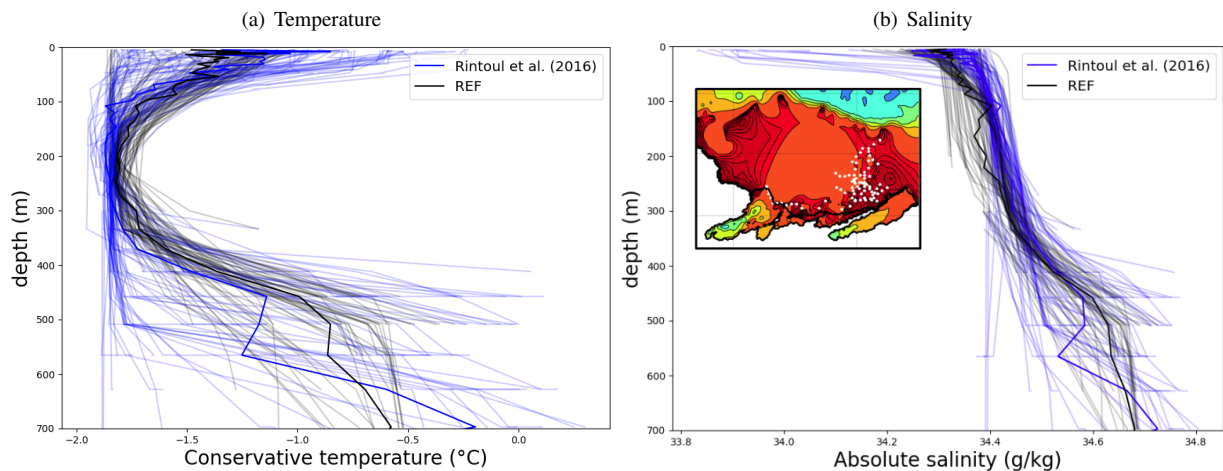 (a) Temperature
(b) Salinity
0
100
200
300
400
500
600
700
depth (m)
Rintoul et al. (2016)
REF
−2.0
−1.5
−1.0
−0.5
0.0
Conservative temperature (°C)
0
100
200
300
400
500
600
700
depth (m)
Rintoul et al. (2016)
REF
33.8
34.0
34.2
34.4
34.6
34.8
Absolute salinity (g/kg)